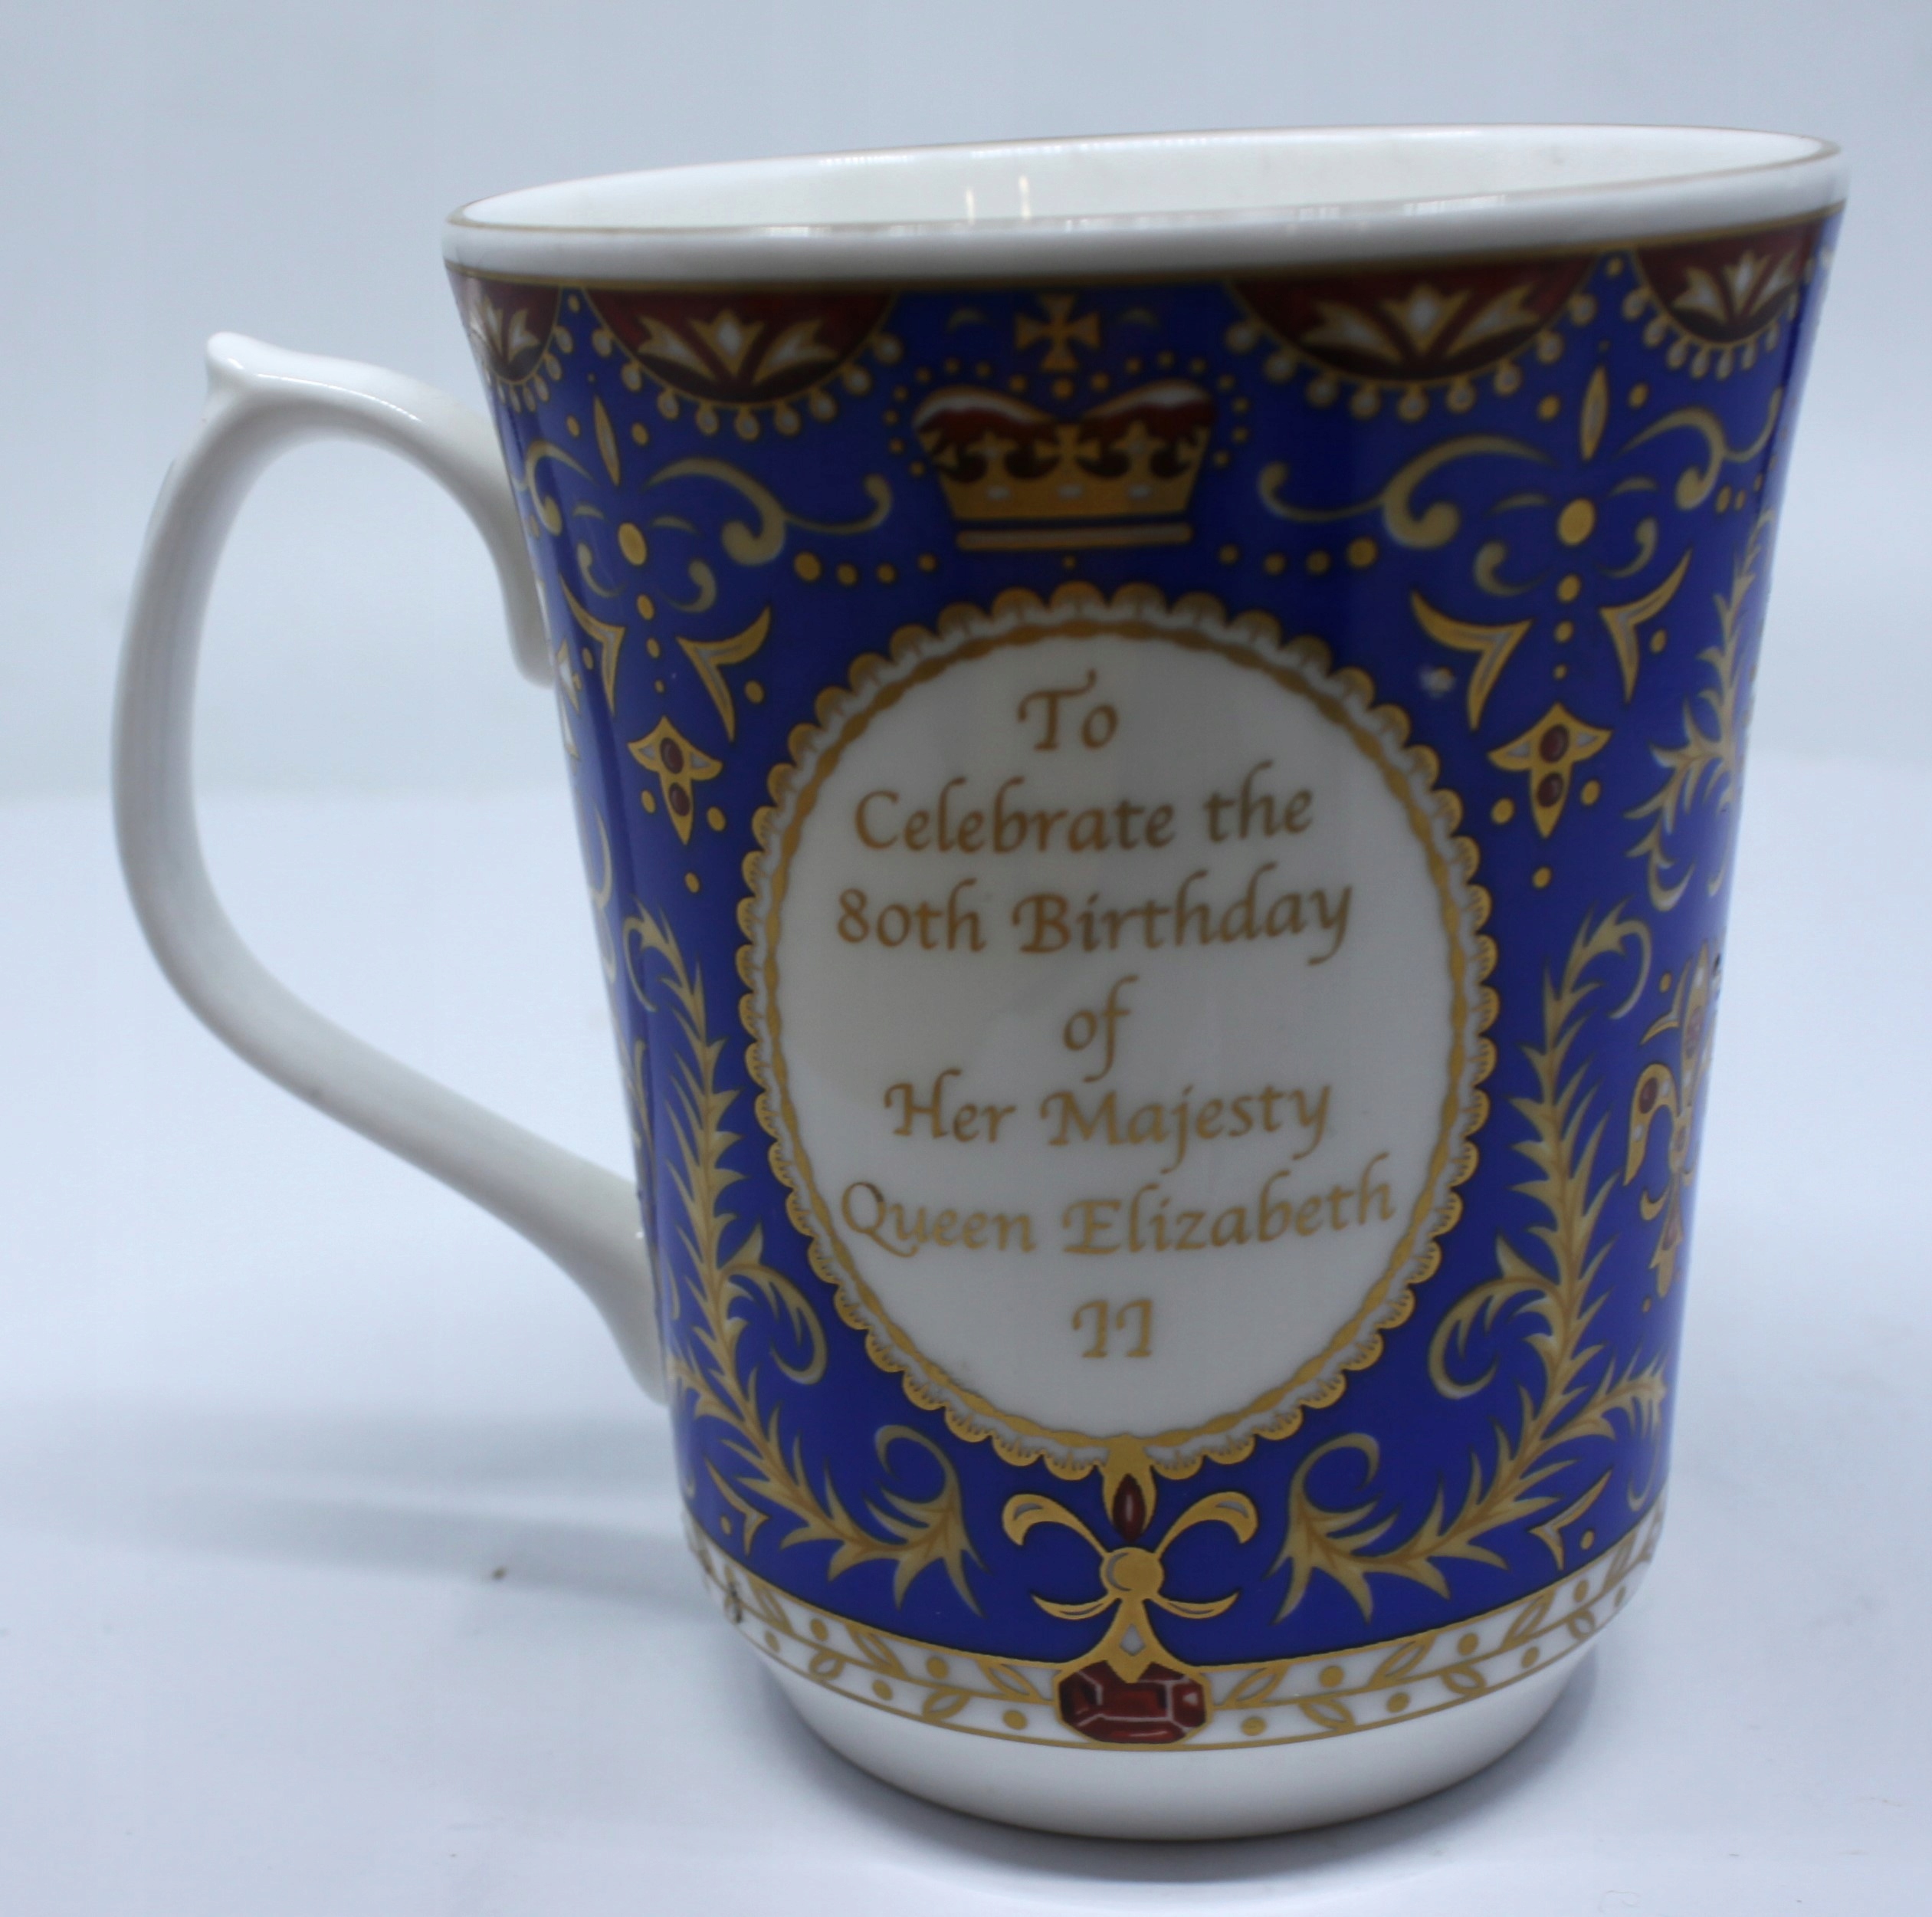 To
Celebrate the
80th Birthday
of
Her Majesty
Queen Elizabeth
II